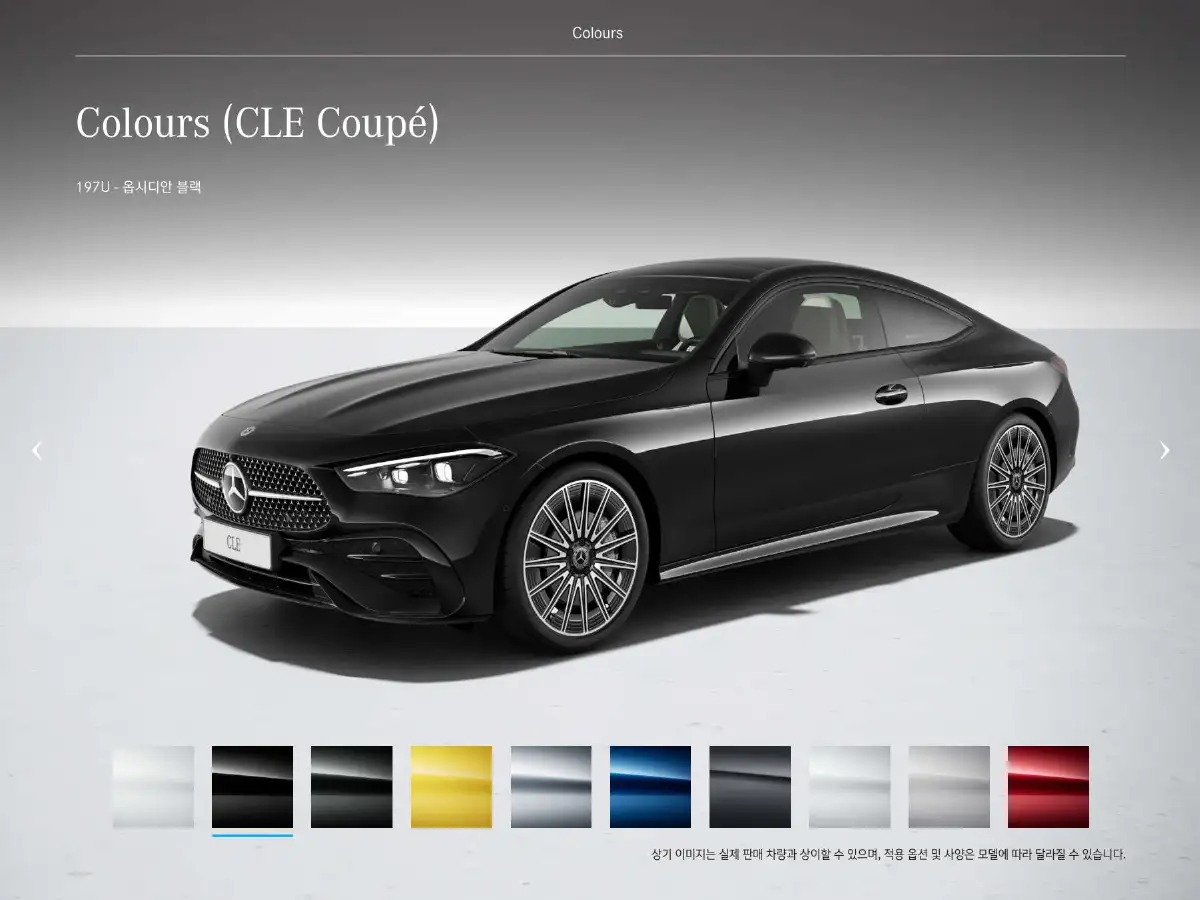 Colours
Colours (CLE Coupé)
197U - 옵시디안 블랙
CLE
상기 이미지는 실제 판매 차량과 상이할 수 있으며, 적용 옵션 및 사양은 모델에 따라 달라질 수 있습니다.